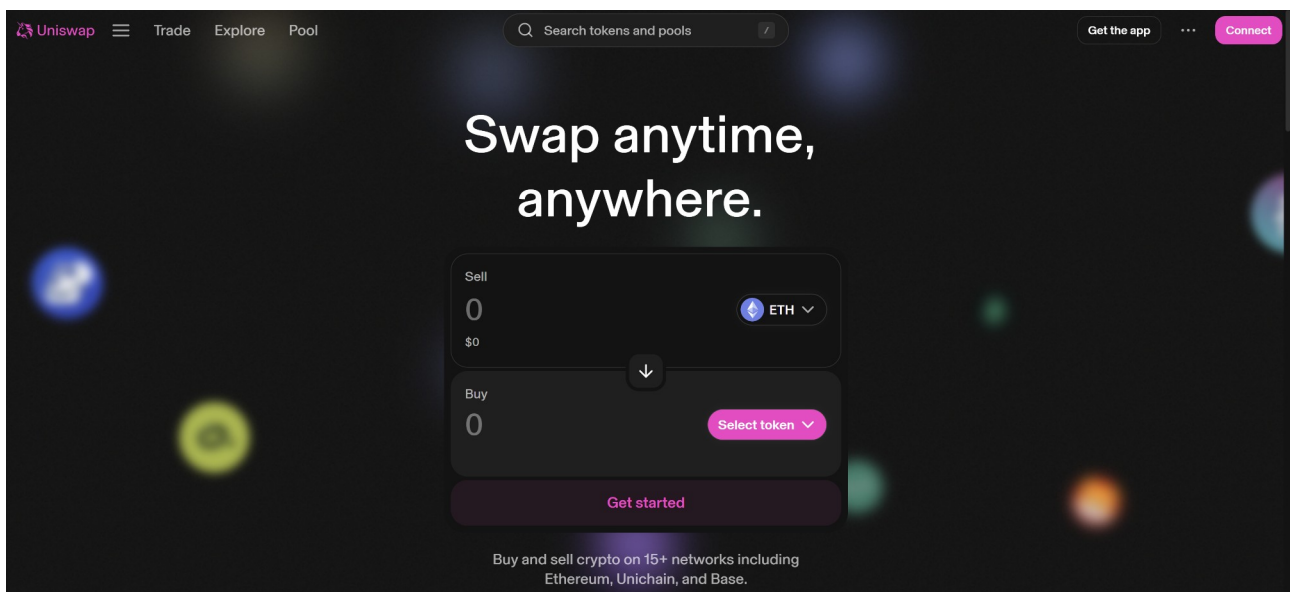 Uniswap
Trade
Explore
Pool
Search tokens and pools
/
Get the app
Connect
Swap anytime,
anywhere.
Sell
0
ETH
$0
Buy
0
Select token
Get started
Buy and sell crypto on 15+ networks including
Ethereum, Unichain, and Base.